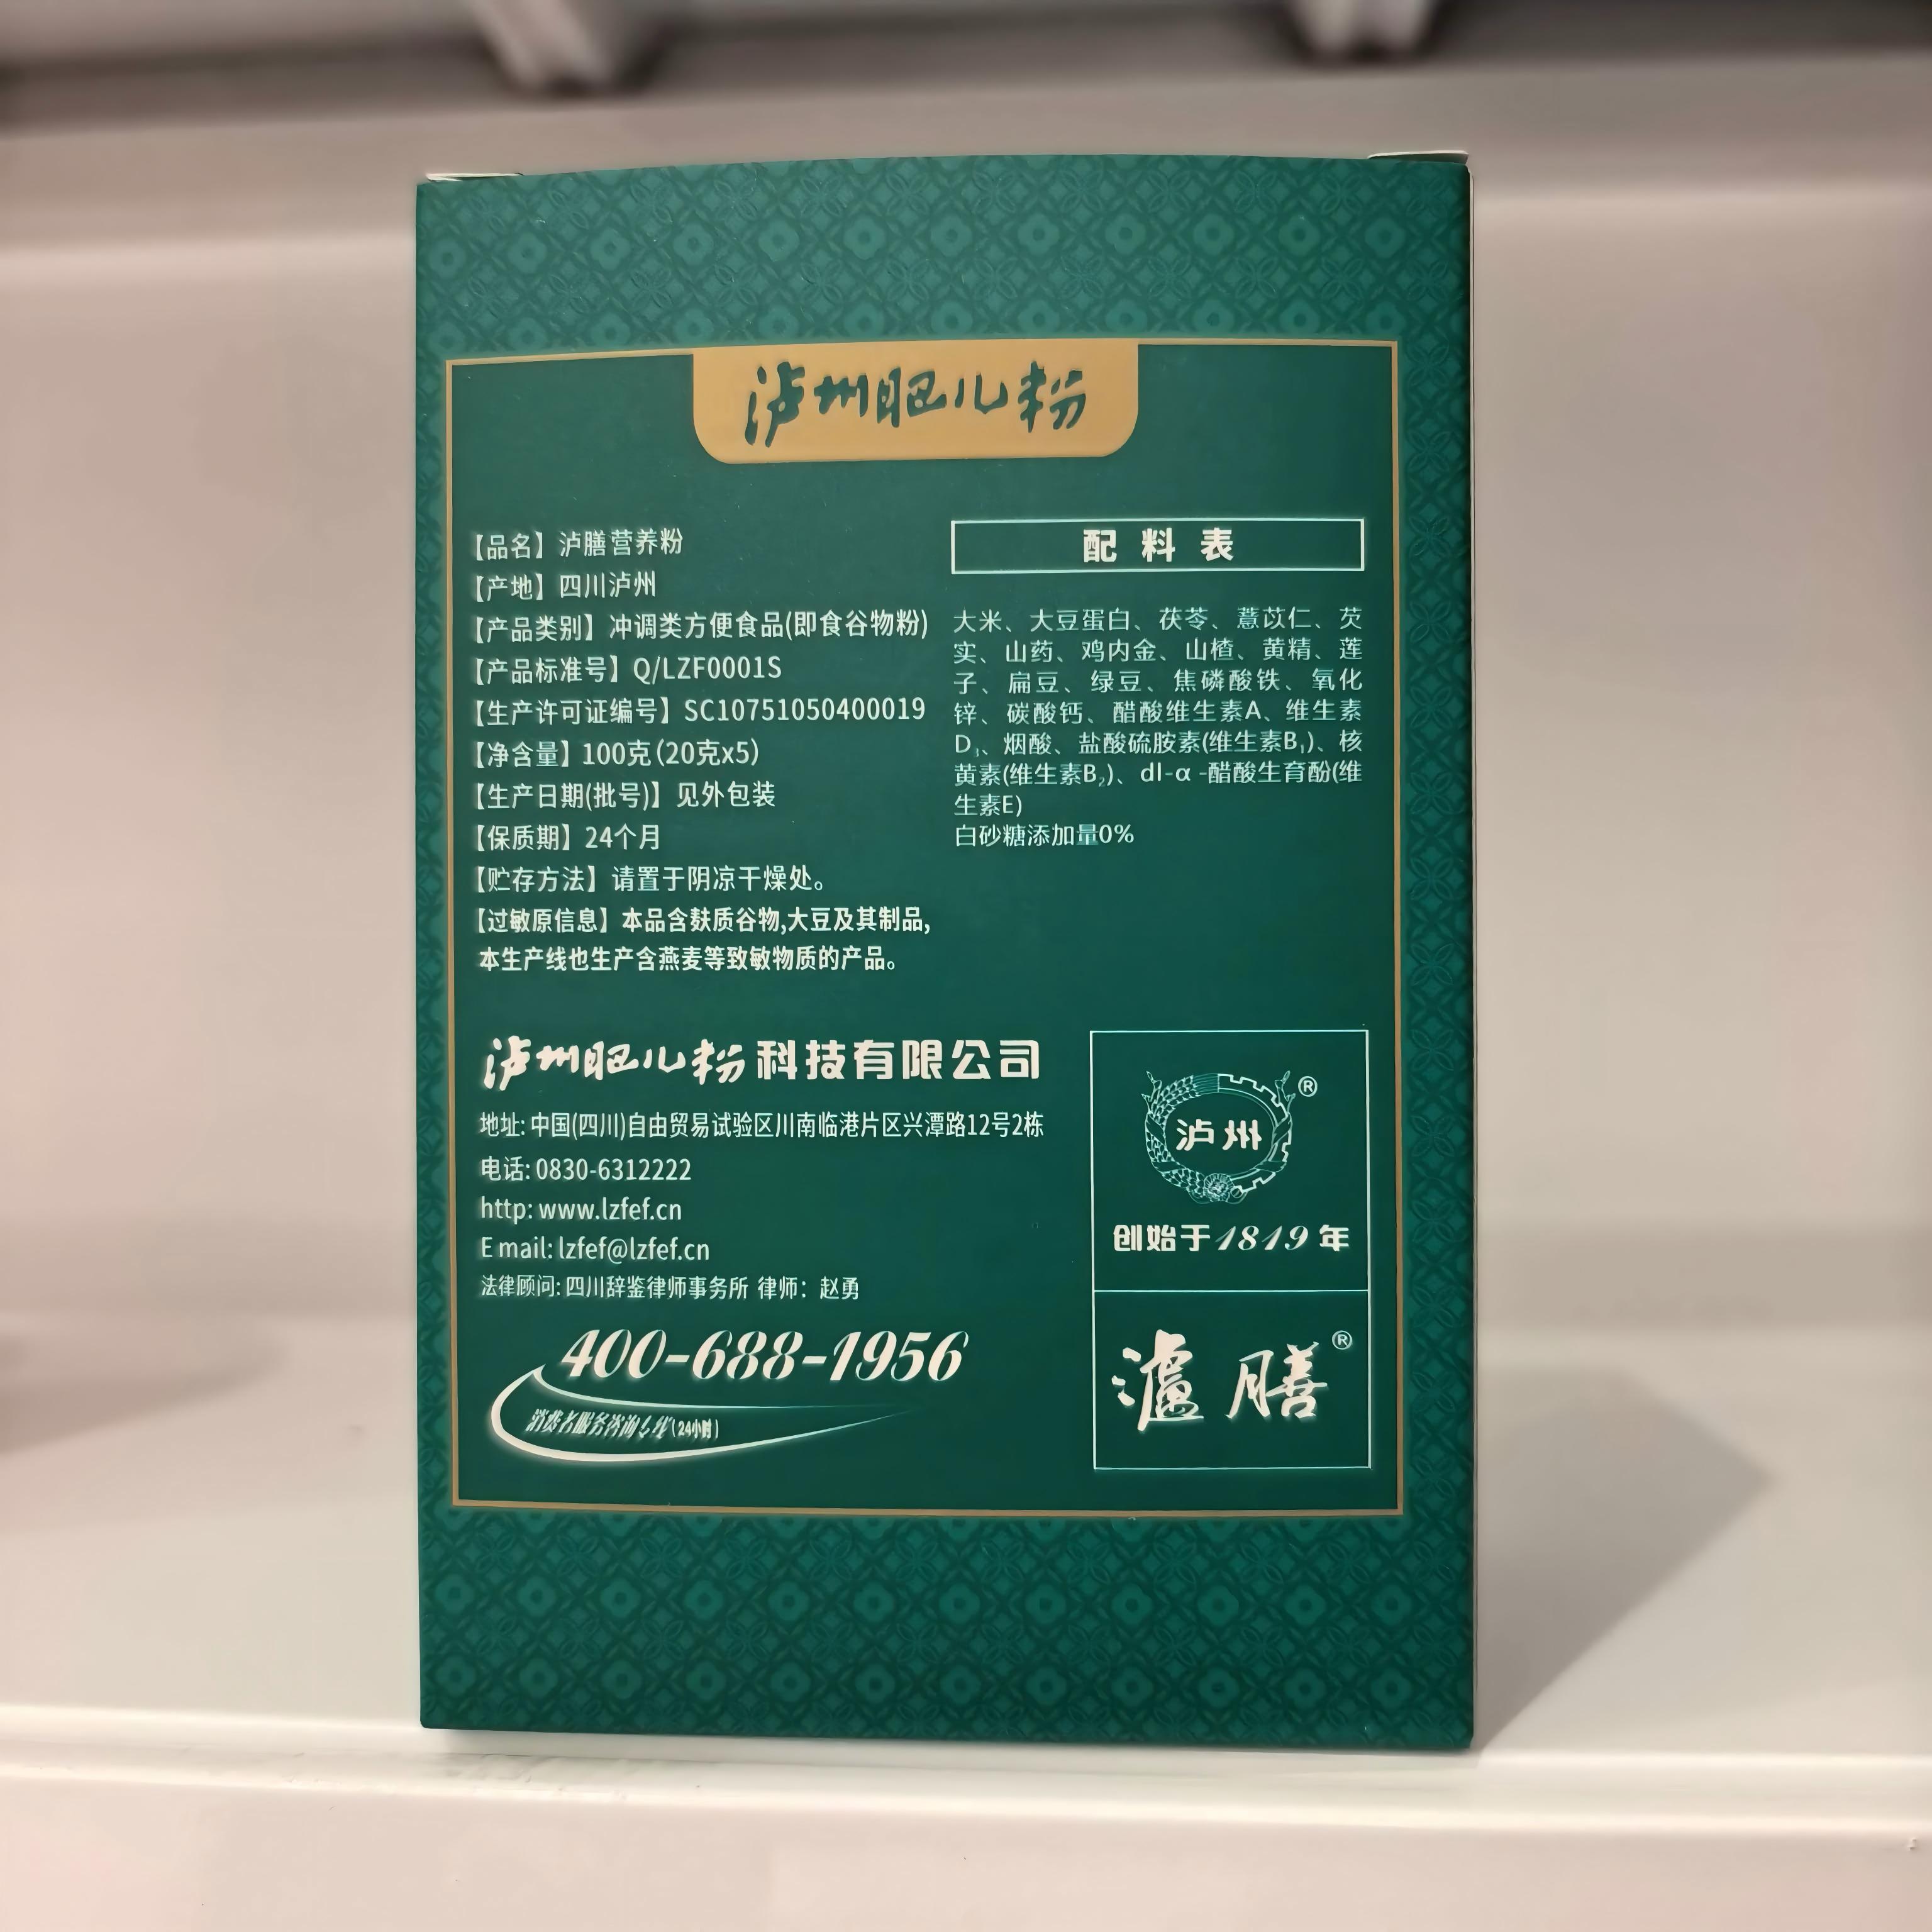 泸州肥儿粉
【品名】泸膳营养粉
【产地】四川泸州
【产品类别】冲调类方便食品(即食谷物粉)
【产品标准号】Q/LZF0001S
【生产许可证编号】SC10751050400019
【净含量】100克(20克x5)
【生产日期(批号)】见外包装
【保质期】24个月
【贮存方法】请置于阴凉干燥处。
【过敏原信息】本品含麸质谷物,大豆及其制品,
本生产线也生产含燕麦等致敏物质的产品。
配料表
大米、大豆蛋白、茯苓、薏苡仁、芡
实、山药、鸡内金、山楂、黄精、莲
子、扁豆、绿豆、焦磷酸铁、氧化
锌、碳酸钙、醋酸维生素A、维生素
D₃、烟酸、盐酸硫胺素(维生素B₁)、核
黄素(维生素B₂)、dl-α-醋酸生育酚(维
生素E)
白砂糖添加量0%
泸州肥儿粉科技有限公司
地址:中国(四川)自由贸易试验区川南临港片区兴潭路12号2栋
电话:0830-6312222
http: www.lzfef.cn
E mail: lzfef@lzfef.cn
法律顾问:四川辞鉴律师事务所 律师：赵勇
400-688-1956
消费者服务咨询专线(24小时)
泸州®
创始于1819年
瀘膳®